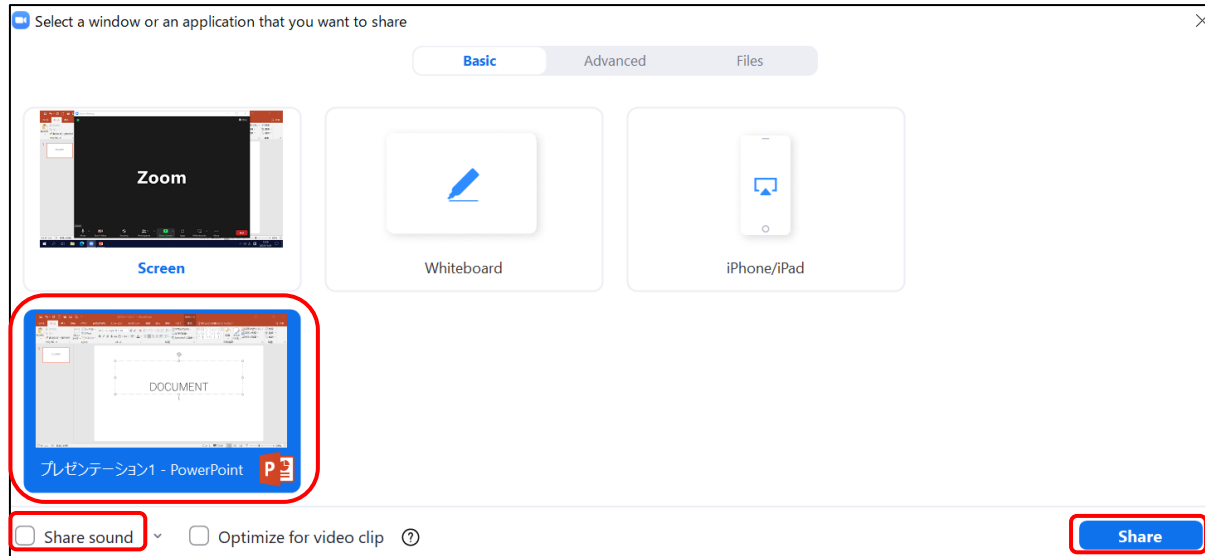 Select a window or an application that you want to share
Basic Advanced Files
Zoom
Screen
Whiteboard
iPhone/iPad
DOCUMENT
プレゼンテーション1 - PowerPoint
Share sound
Optimize for video clip
Share